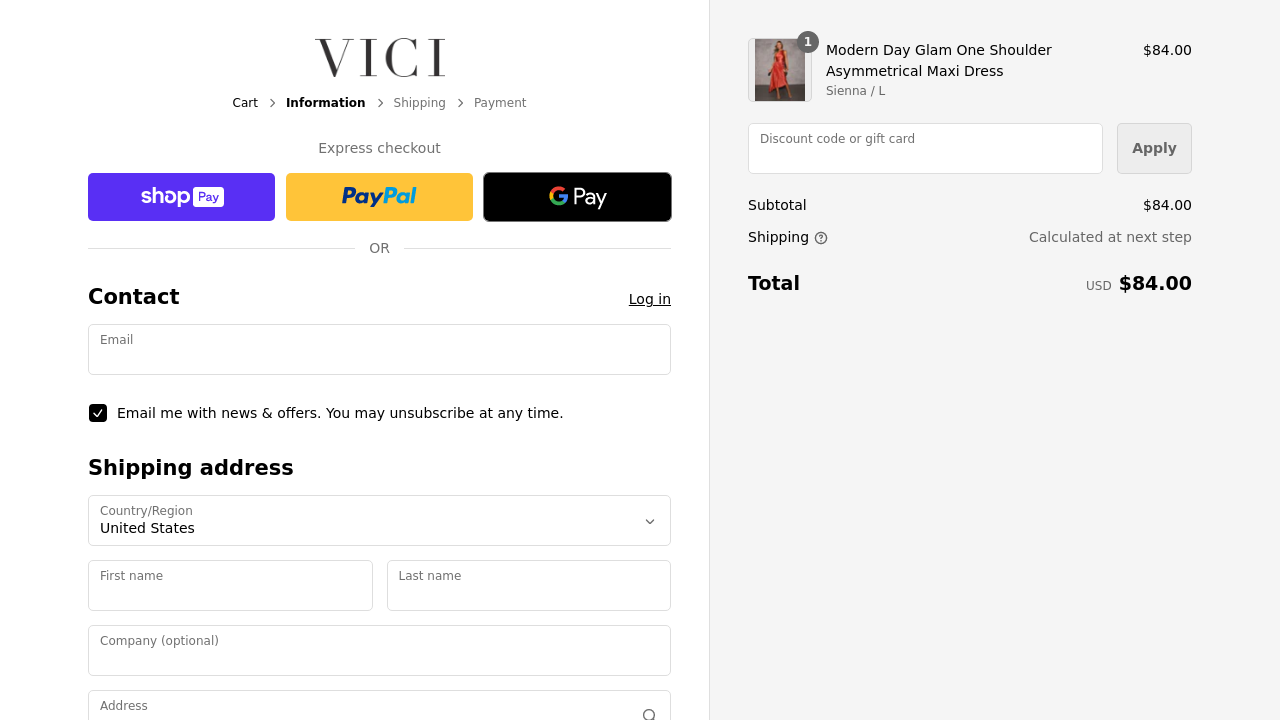 VICI
Cart > Information > Shipping > Payment
Express checkout
shop Pay
PayPal
G Pay
OR
Contact
Log in
Email
Email me with news & offers. You may unsubscribe at any time.
Shipping address
Country/Region
United States
First name
Last name
Company (optional)
Address
1
Modern Day Glam One Shoulder
Asymmetrical Maxi Dress
$84.00
Sienna / L
Discount code or gift card
Apply
Subtotal $84.00
Shipping Calculated at next step
Total USD $84.00